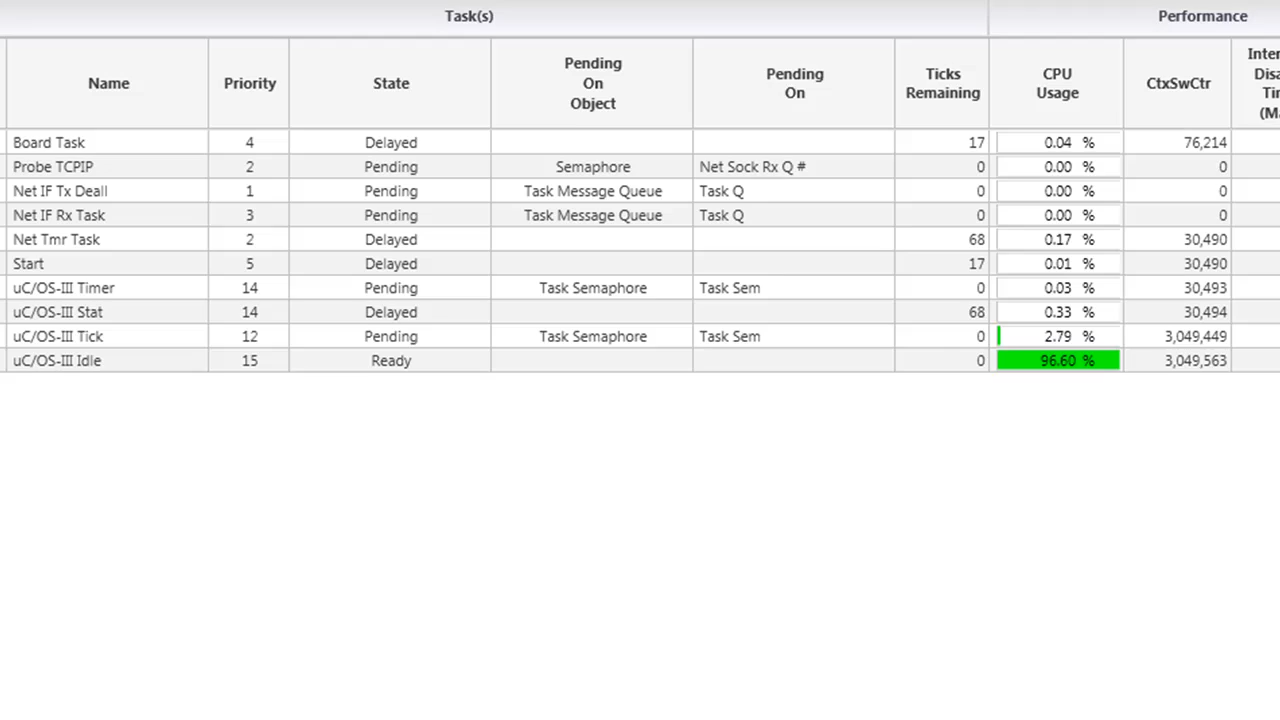 Task(s) Performance
Name Priority State Pending On Object Pending On Ticks Remaining CPU Usage CtxSwCtr
Board Task 4 Delayed 17 0.04 % 76,214
Probe TCPIP 2 Pending Semaphore Net Sock Rx Q # 0 0.00 % 0
Net IF Tx Deall 1 Pending Task Message Queue Task Q 0 0.00 % 0
Net IF Rx Task 3 Pending Task Message Queue Task Q 0 0.00 % 0
Net Tmr Task 2 Delayed 68 0.17 % 30,490
Start 5 Delayed 17 0.01 % 30,490
uC/OS-III Timer 14 Pending Task Semaphore Task Sem 0 0.03 % 30,493
uC/OS-III Stat 14 Delayed 68 0.33 % 30,494
uC/OS-III Tick 12 Pending Task Semaphore Task Sem 0 2.79 % 3,049,449
uC/OS-III Idle 15 Ready 0 96.60 % 3,049,563